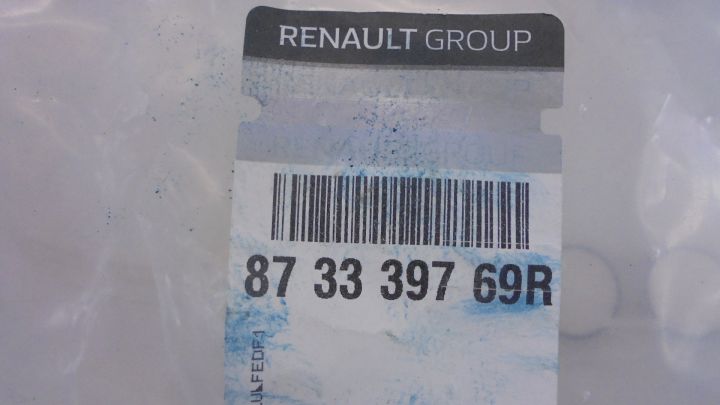 RENAULT GROUP
87 33 397 69R